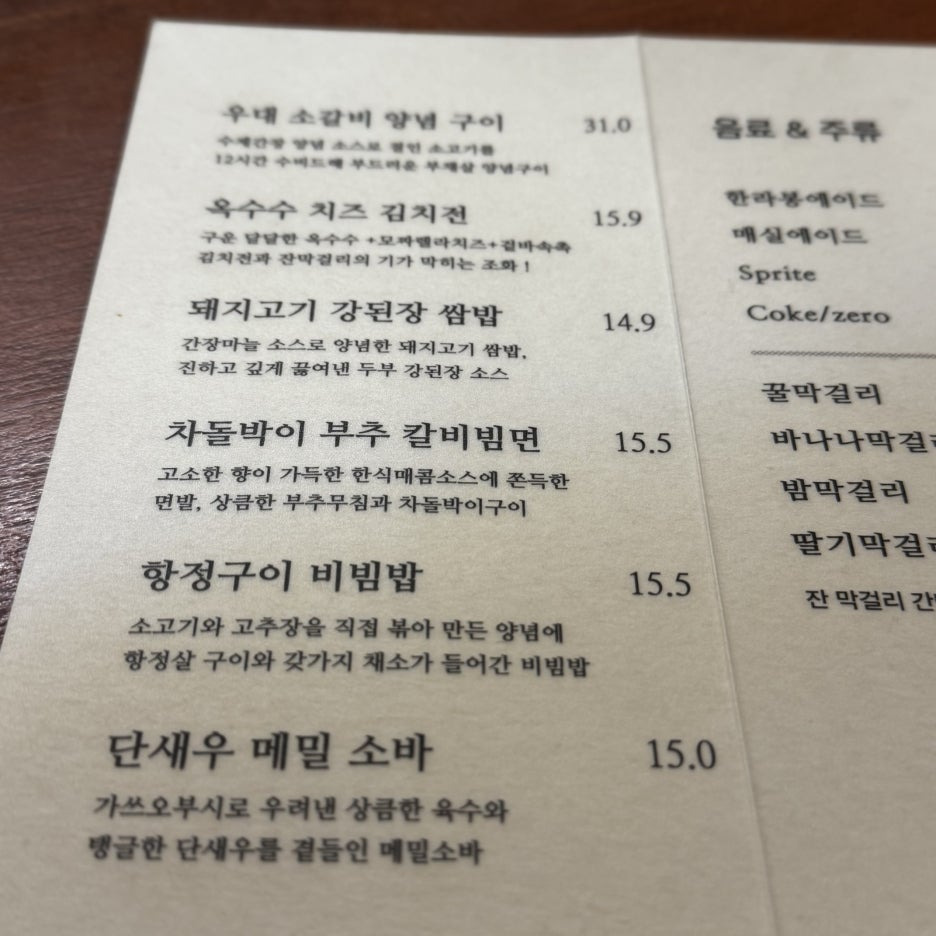 우대 소갈비 양념 구이 31.0
수제간장 양념 소스로 절인 소고기를
12시간 수비드해 부드러운 부채살 양념구이
옥수수 치즈 김치전 15.9
구운 달달한 옥수수+모짜렐라치즈+겉바속촉
김치전과 잔막걸리의 기가 막히는 조화!
돼지고기 강된장 쌈밥 14.9
간장마늘 소스로 양념한 돼지고기 쌈밥,
진하고 깊게 끓여낸 두부 강된장 소스
차돌박이 부추 칼비빔면 15.5
고소한 향이 가득한 한식매콤소스에 쫀득한
면발, 상큼한 부추무침과 차돌박이구이
항정구이 비빔밥 15.5
소고기와 고추장을 직접 볶아 만든 양념에
항정살 구이와 갖가지 채소가 들어간 비빔밥
단새우 메밀 소바 15.0
가쓰오부시로 우려낸 상큼한 육수와
탱글한 단새우를 곁들인 메밀소바
음료 & 주류
한라봉에이드
매실에이드
Sprite
Coke/zero
꿀막걸리
바나나막걸
밤막걸리
딸기막걸
잔 막걸리